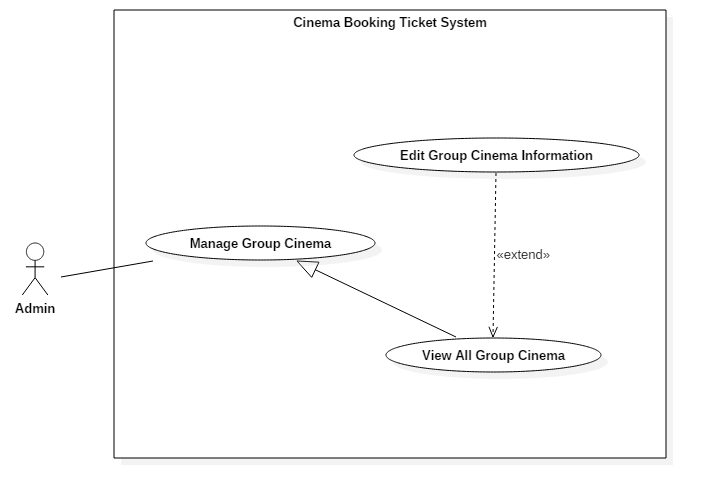 Cinema Booking Ticket System
Edit Group Cinema Information
Manage Group Cinema
«extend»
Admin
View All Group Cinema